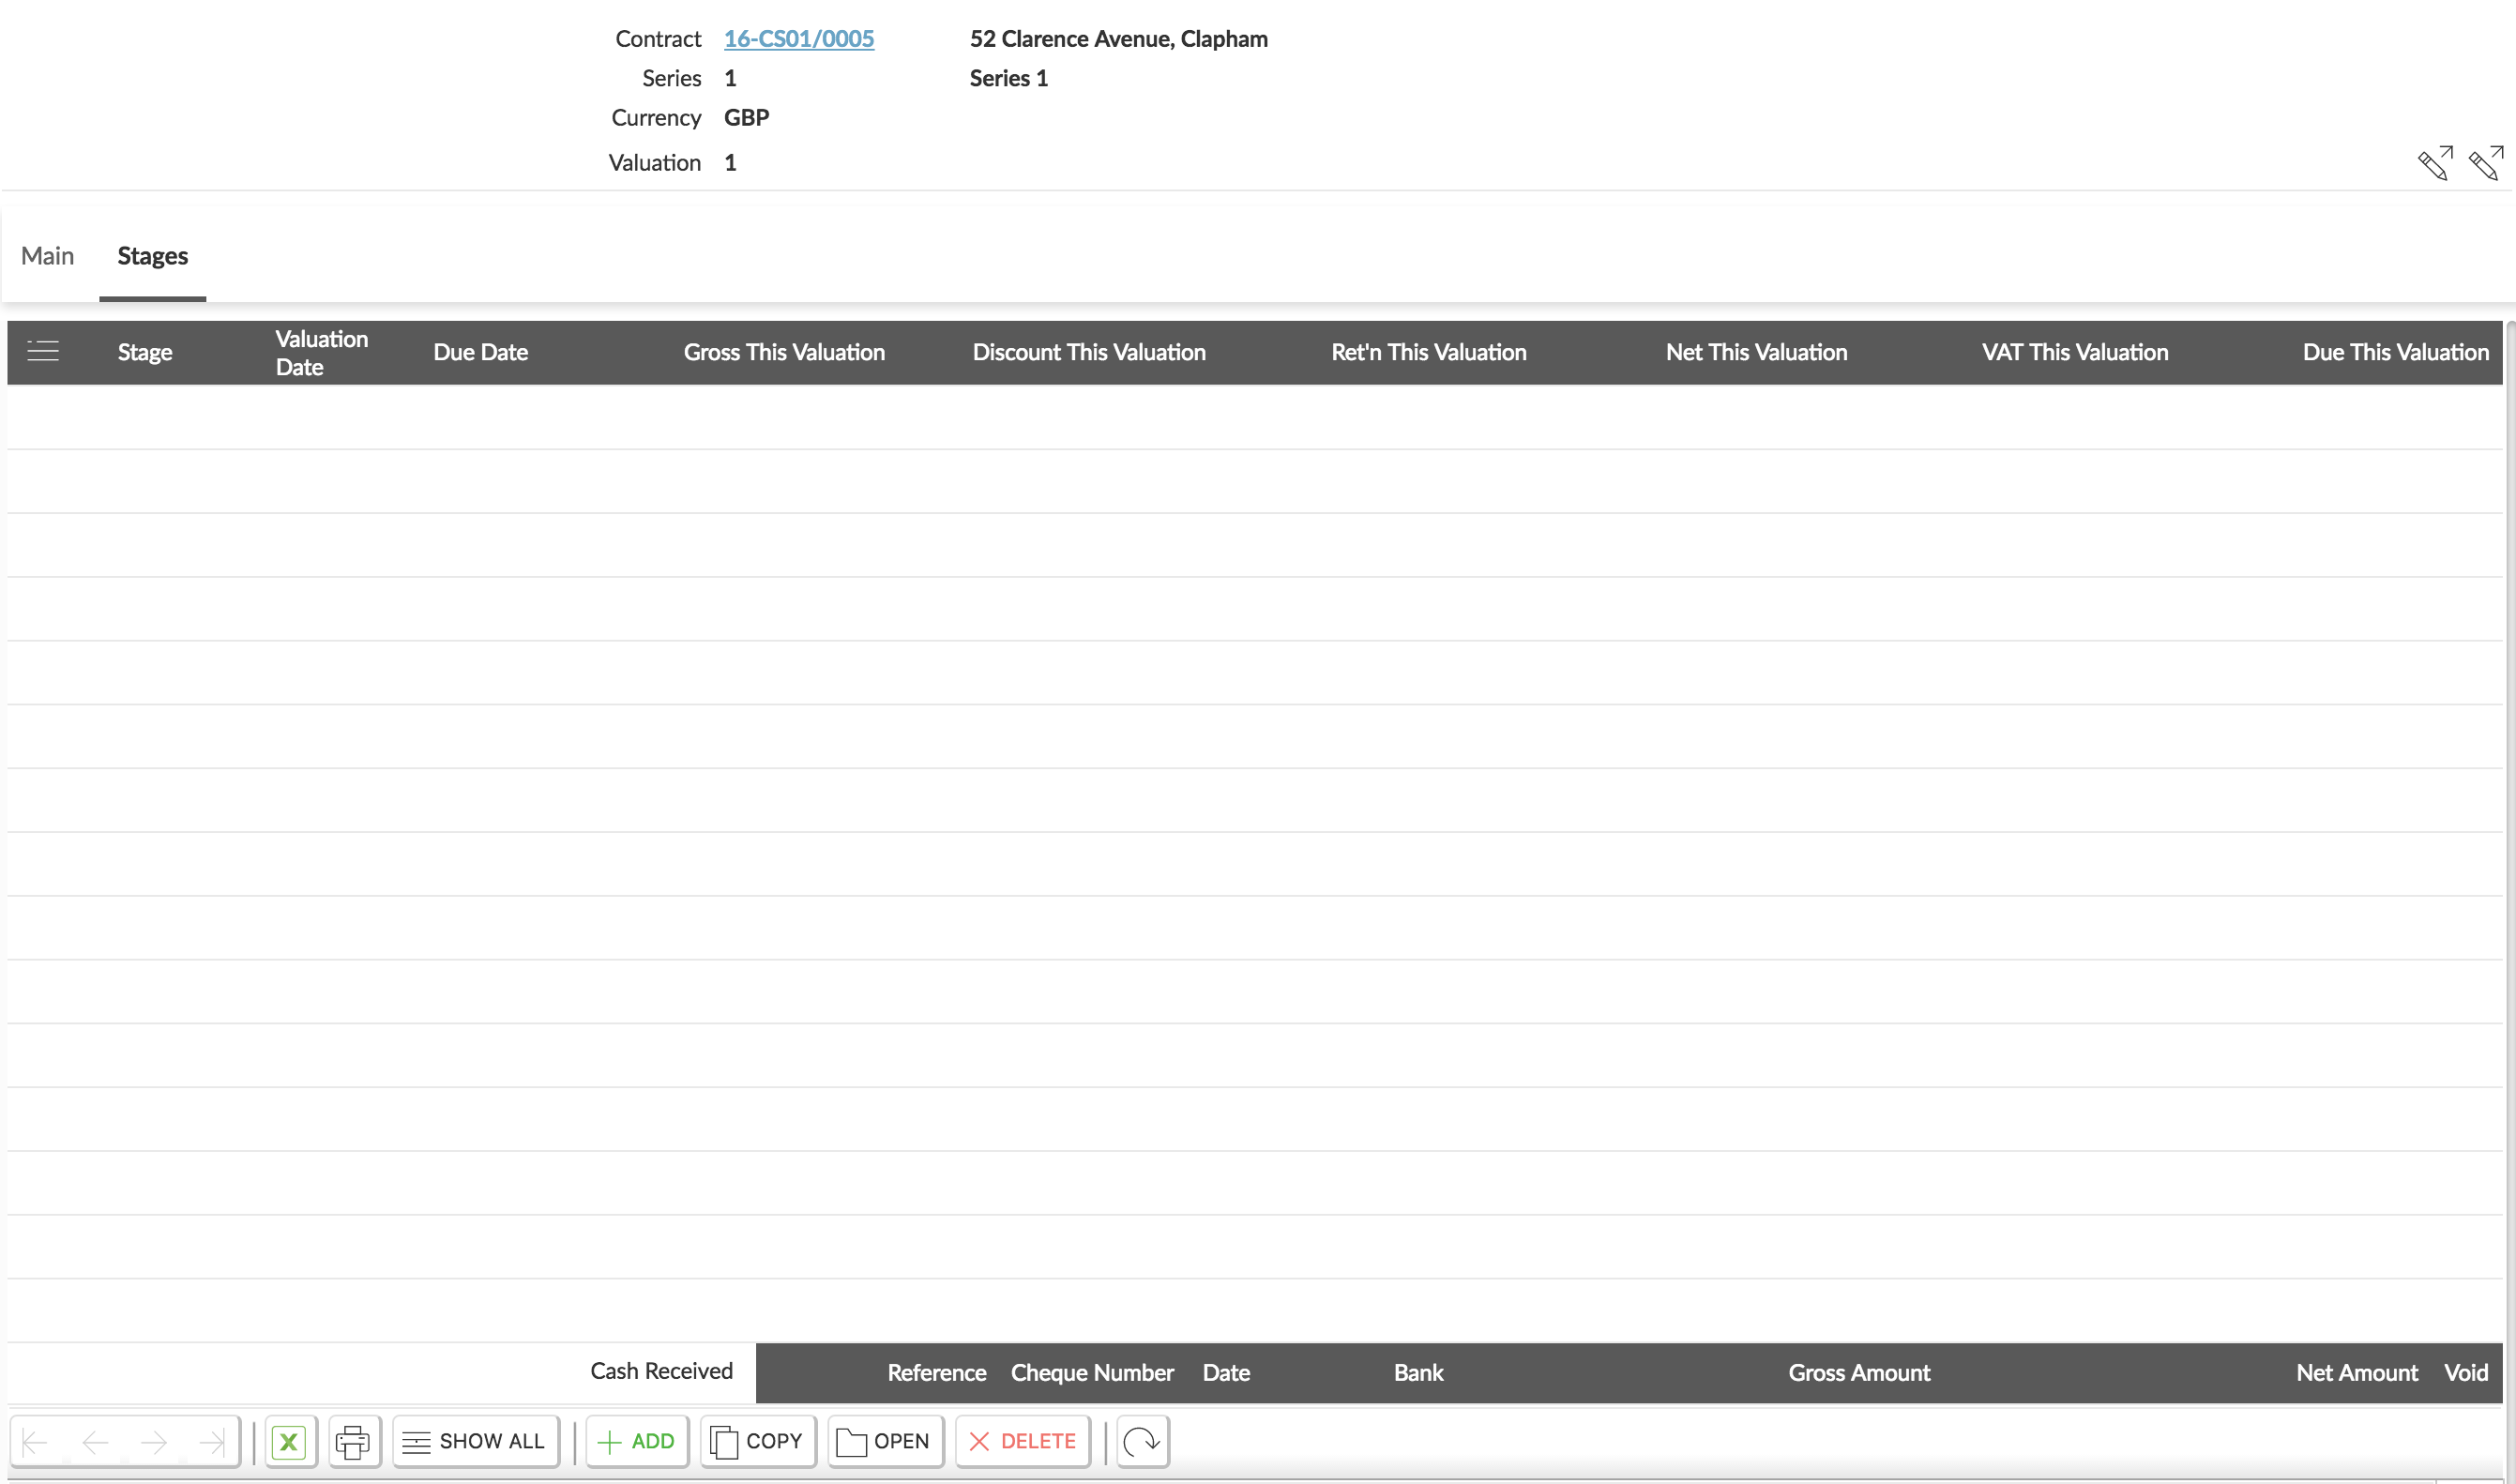 Contract 16-CS01/0005 52 Clarence Avenue, Clapham
Series 1 Series 1
Currency GBP
Valuation 1
Main Stages
Stage Valuation Date Due Date Gross This Valuation Discount This Valuation Ret'n This Valuation Net This Valuation VAT This Valuation Due This Valuation
Cash Received Reference Cheque Number Date Bank Gross Amount Net Amount Void
X SHOW ALL ADD COPY OPEN DELETE